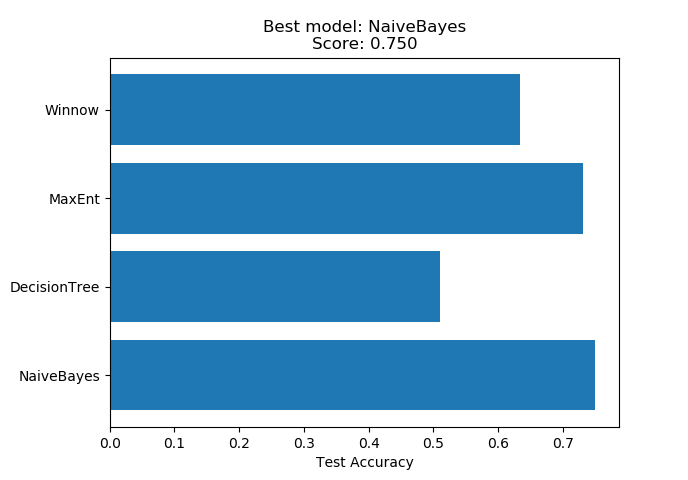 Best model: NaiveBayes
Score: 0.750
Winnow
MaxEnt
DecisionTree
NaiveBayes
0.0 0.1 0.2 0.3 0.4 0.5 0.6 0.7
Test Accuracy